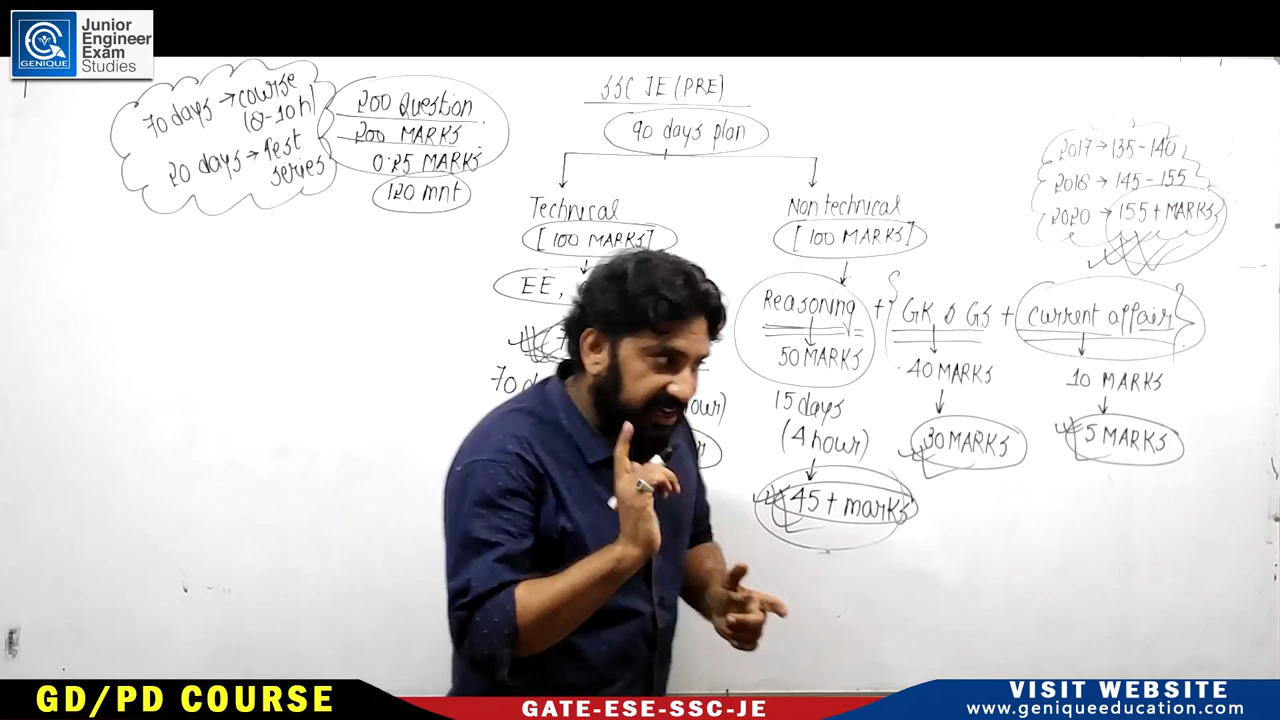 Junior
Engineer
Exam
Studies
GENIQUE
70 days → course
(8-10h)
20 days → Test
series
200 Question
200 MARKS
0.25 MARKS
120 mnt
SSC JE (PRE)
90 days plan
Technical
[100 MARKS]
EE,
70 d
our)
Non technical
[100 MARKS]
Reasoning + { GK & GS + current affair }
50 MARKS
40 MARKS
10 MARKS
15 days
(4 hour)
45 + marks
30 MARKS
5 MARKS
2017 → 135-140
2018 → 145-155
2020 → 155 + MARKS
GD/PD COURSE
GATE-ESE-SSC-JE
VISIT WEBSITE
www.geniqueeducation.com